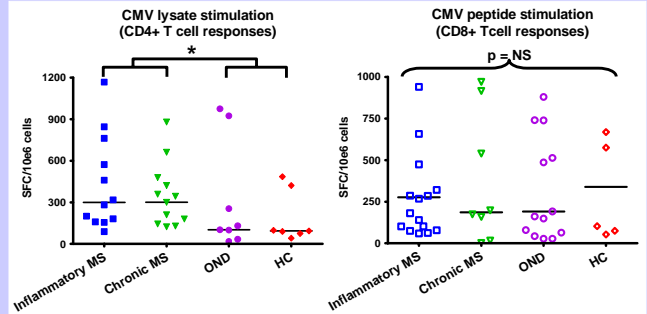 CMV lysate stimulation
(CD4+ T cell responses)
*
1200
900
600
300
0
SFC/10e6 cells
Inflammatory MS
Chronic MS
OND
HC
CMV peptide stimulation
(CD8+ Tcell responses)
p = NS
1000
750
500
250
0
SFC/10e6 cells
Inflammatory MS
Chronic MS
OND
HC